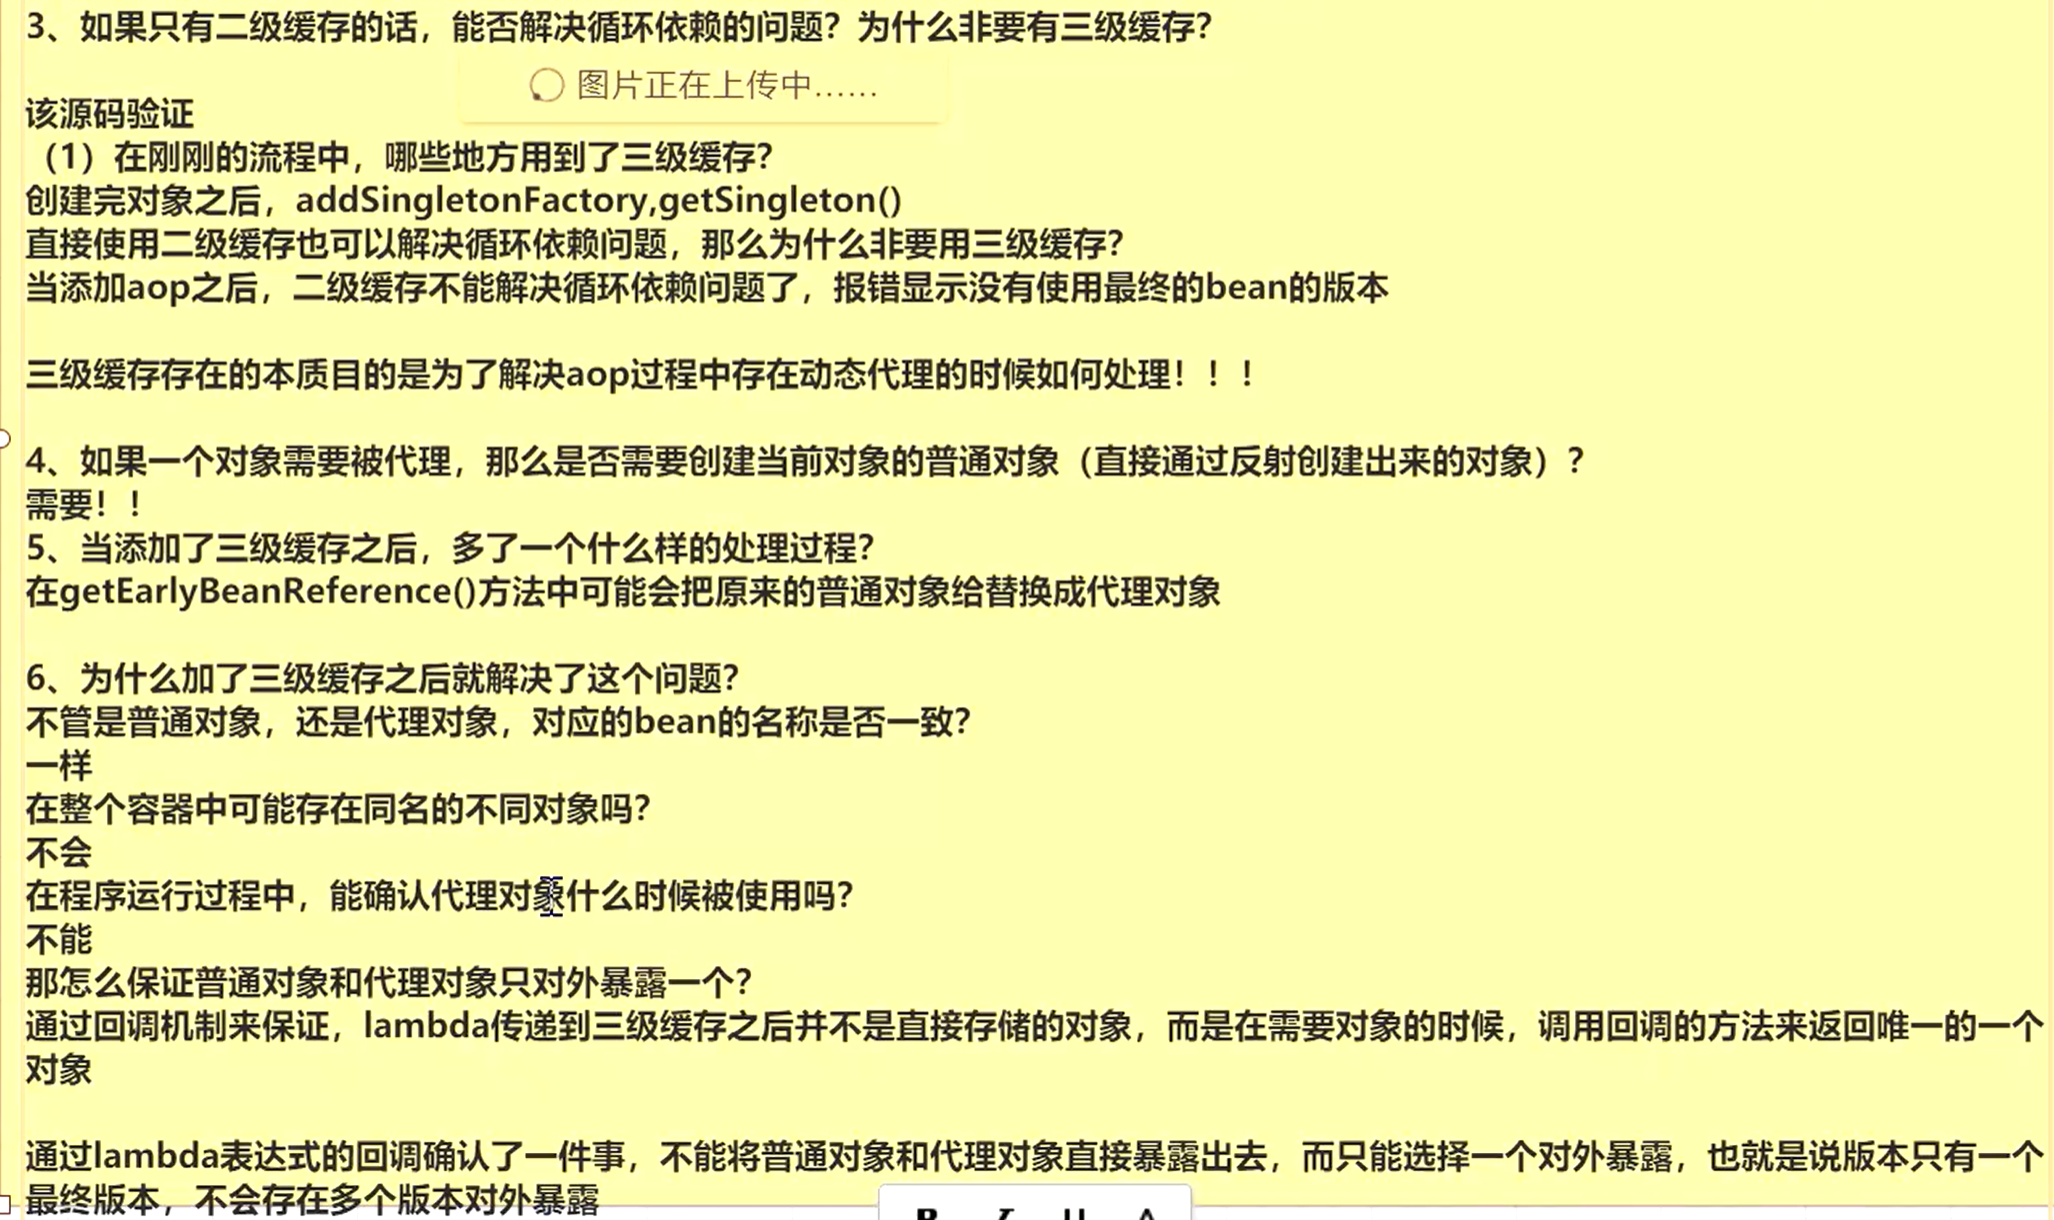 3、如果只有二级缓存的话，能否解决循环依赖的问题？为什么非要有三级缓存？
图片正在上传中……
该源码验证
（1）在刚刚的流程中，哪些地方用到了三级缓存？
创建完对象之后，addSingletonFactory,getSingleton()
直接使用二级缓存也可以解决循环依赖问题，那么为什么非要用三级缓存？
当添加aop之后，二级缓存不能解决循环依赖问题了，报错显示没有使用最终的bean的版本
三级缓存存在的本质目的是为了解决aop过程中存在动态代理的时候如何处理！！！
4、如果一个对象需要被代理，那么是否需要创建当前对象的普通对象（直接通过反射创建出来的对象）？
需要！！
5、当添加了三级缓存之后，多了一个什么样的处理过程？
在getEarlyBeanReference()方法中可能会把原来的普通对象给替换成代理对象
6、为什么加了三级缓存之后就解决了这个问题？
不管是普通对象，还是代理对象，对应的bean的名称是否一致？
一样
在整个容器中可能存在同名的不同对象吗？
不会
在程序运行过程中，能确认代理对象什么时候被使用吗？
不能
那怎么保证普通对象和代理对象只对外暴露一个？
通过回调机制来保证，lambda传递到三级缓存之后并不是直接存储的对象，而是在需要对象的时候，调用回调的方法来返回唯一的一个
对象
通过lambda表达式的回调确认了一件事，不能将普通对象和代理对象直接暴露出去，而只能选择一个对外暴露，也就是说版本只有一个
最终版本，不会存在多个版本对外暴露
B I U A